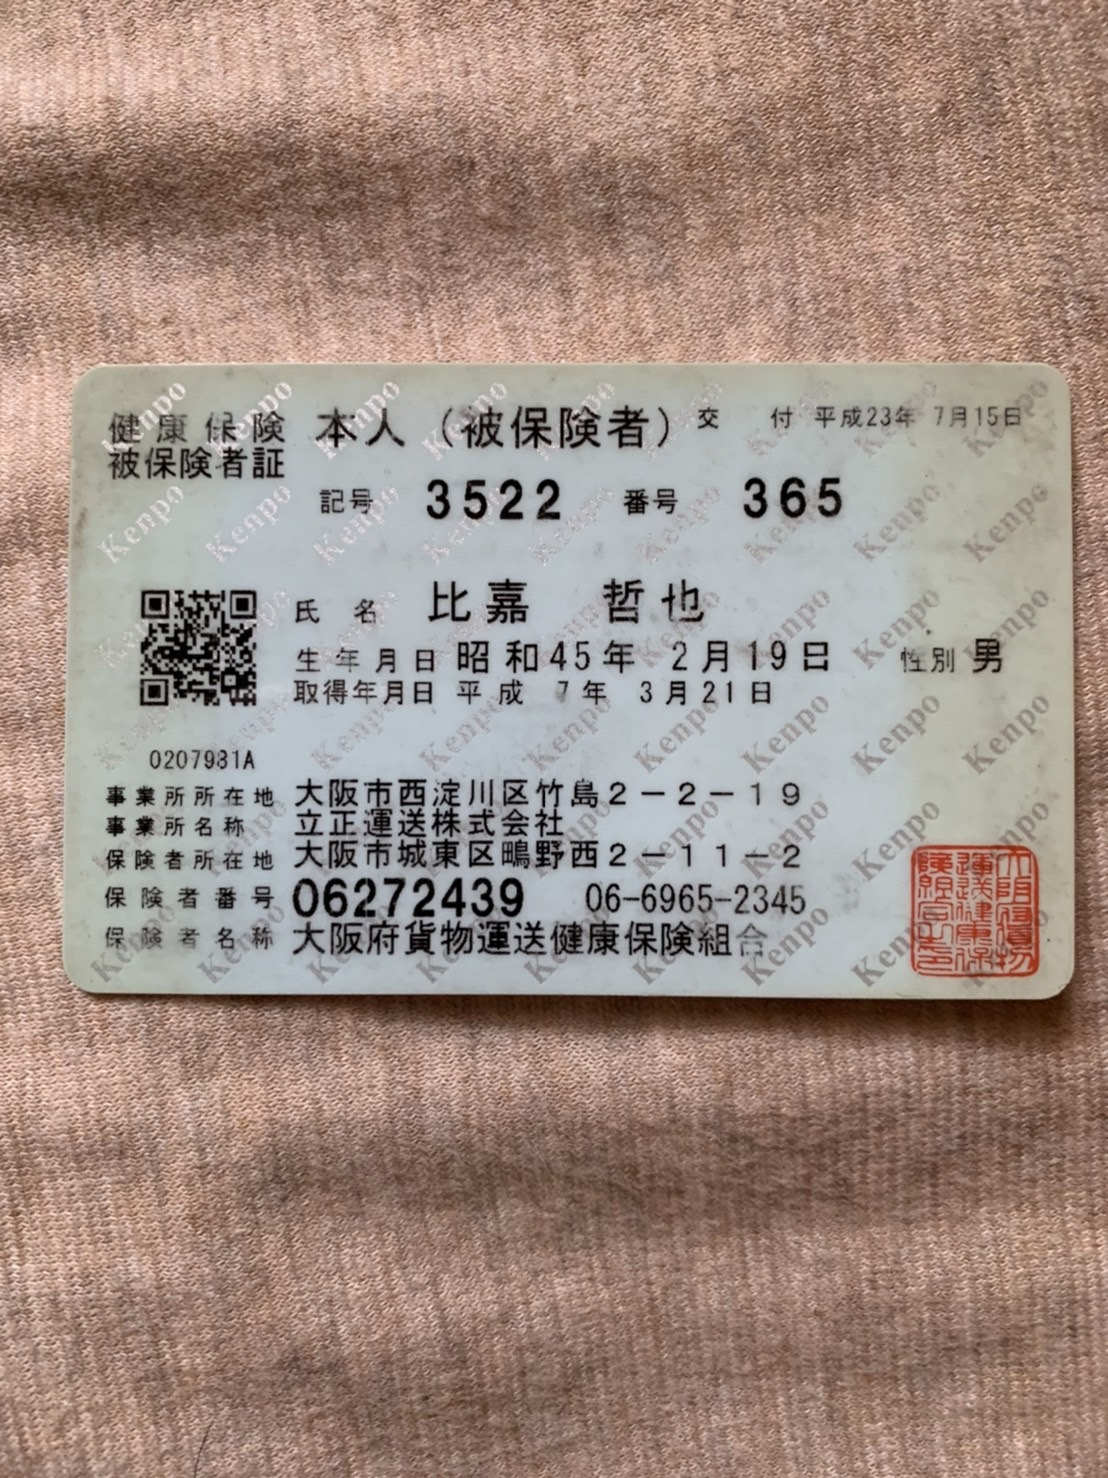 健康保険 本人（被保険者） 交付 平成23年 7月15日
被保険者証
記号 3522 番号 365
氏名 比嘉 哲也
生年月日 昭和45年 2月19日 性別 男
取得年月日 平成 7年 3月21日
0207981A
事業所所在地 大阪市西淀川区竹島2-2-19
事業所名称 立正運送株式会社
保険者所在地 大阪市城東区鴫野西2-11-2
保険者番号 06272439 06-6965-2345
保険者名称 大阪府貨物運送健康保険組合
Kenpo